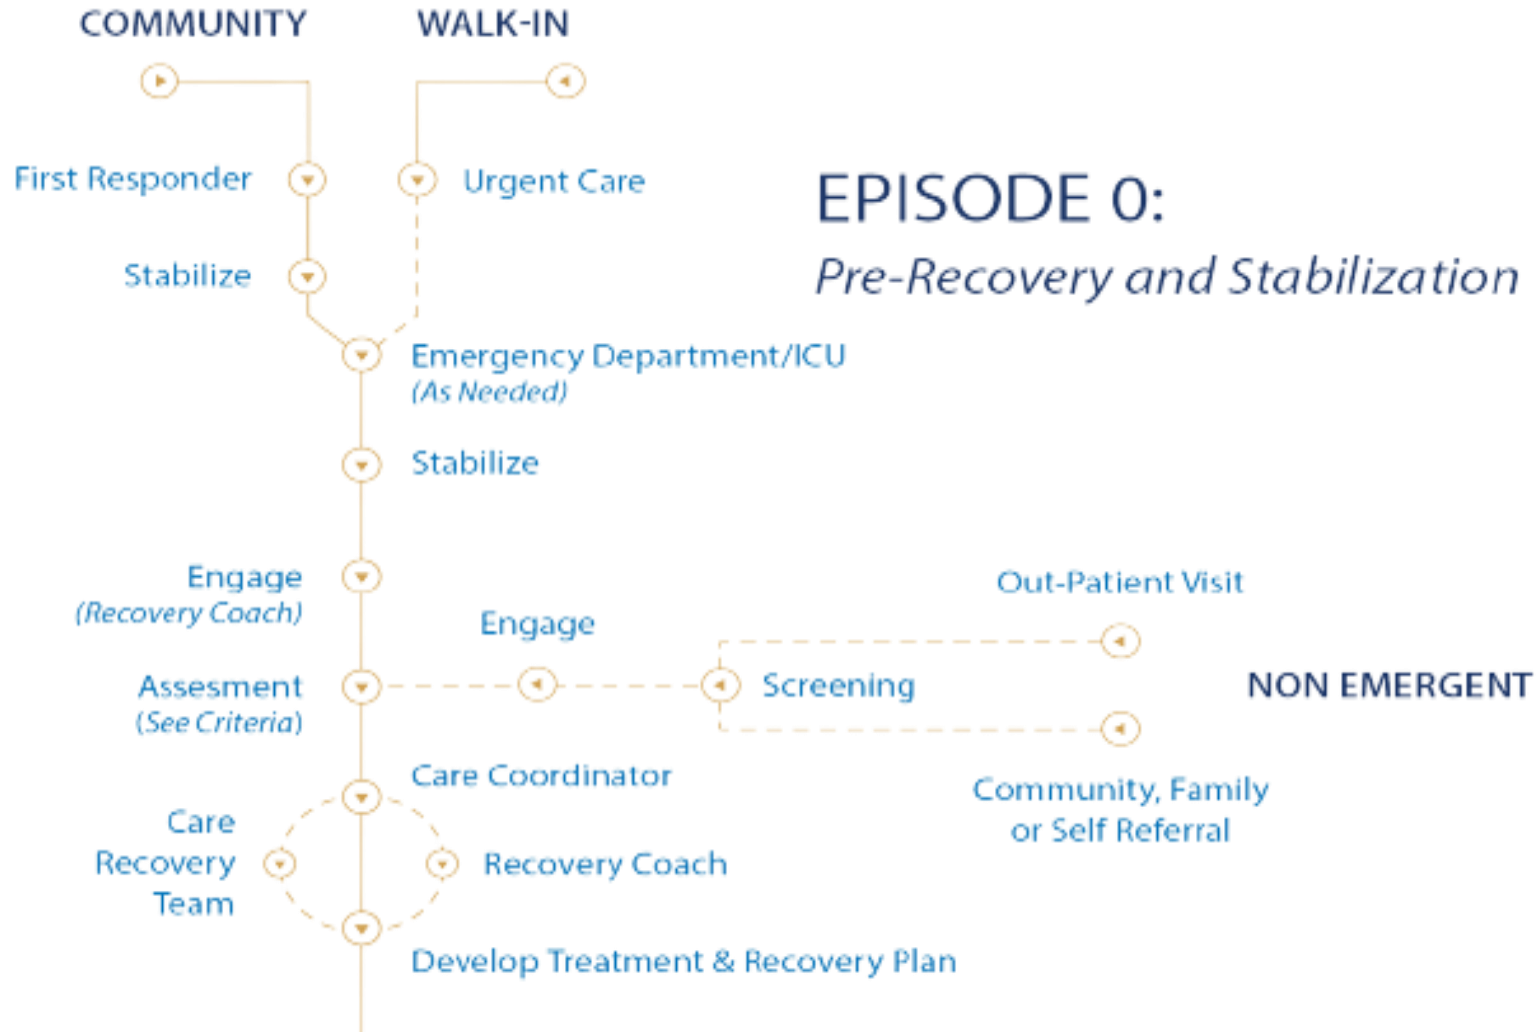 COMMUNITY
WALK-IN
First Responder
Urgent Care
EPISODE 0:
Pre-Recovery and Stabilization
Stabilize
Emergency Department/ICU
(As Needed)
Stabilize
Engage
(Recovery Coach)
Out-Patient Visit
Engage
Assesment
(See Criteria)
Screening
NON EMERGENT
Care Coordinator
Community, Family
or Self Referral
Care
Recovery
Team
Recovery Coach
Develop Treatment & Recovery Plan